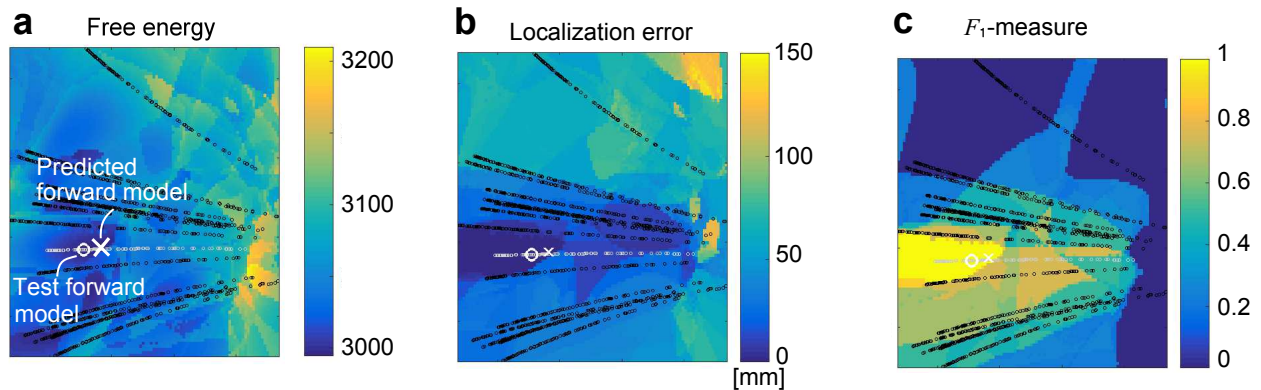 a
Free energy
3200
3100
3000
Predicted
forward model
Test forward
model
b
Localization error
150
100
50
0
[mm]
c
F₁-measure
1
0.8
0.6
0.4
0.2
0